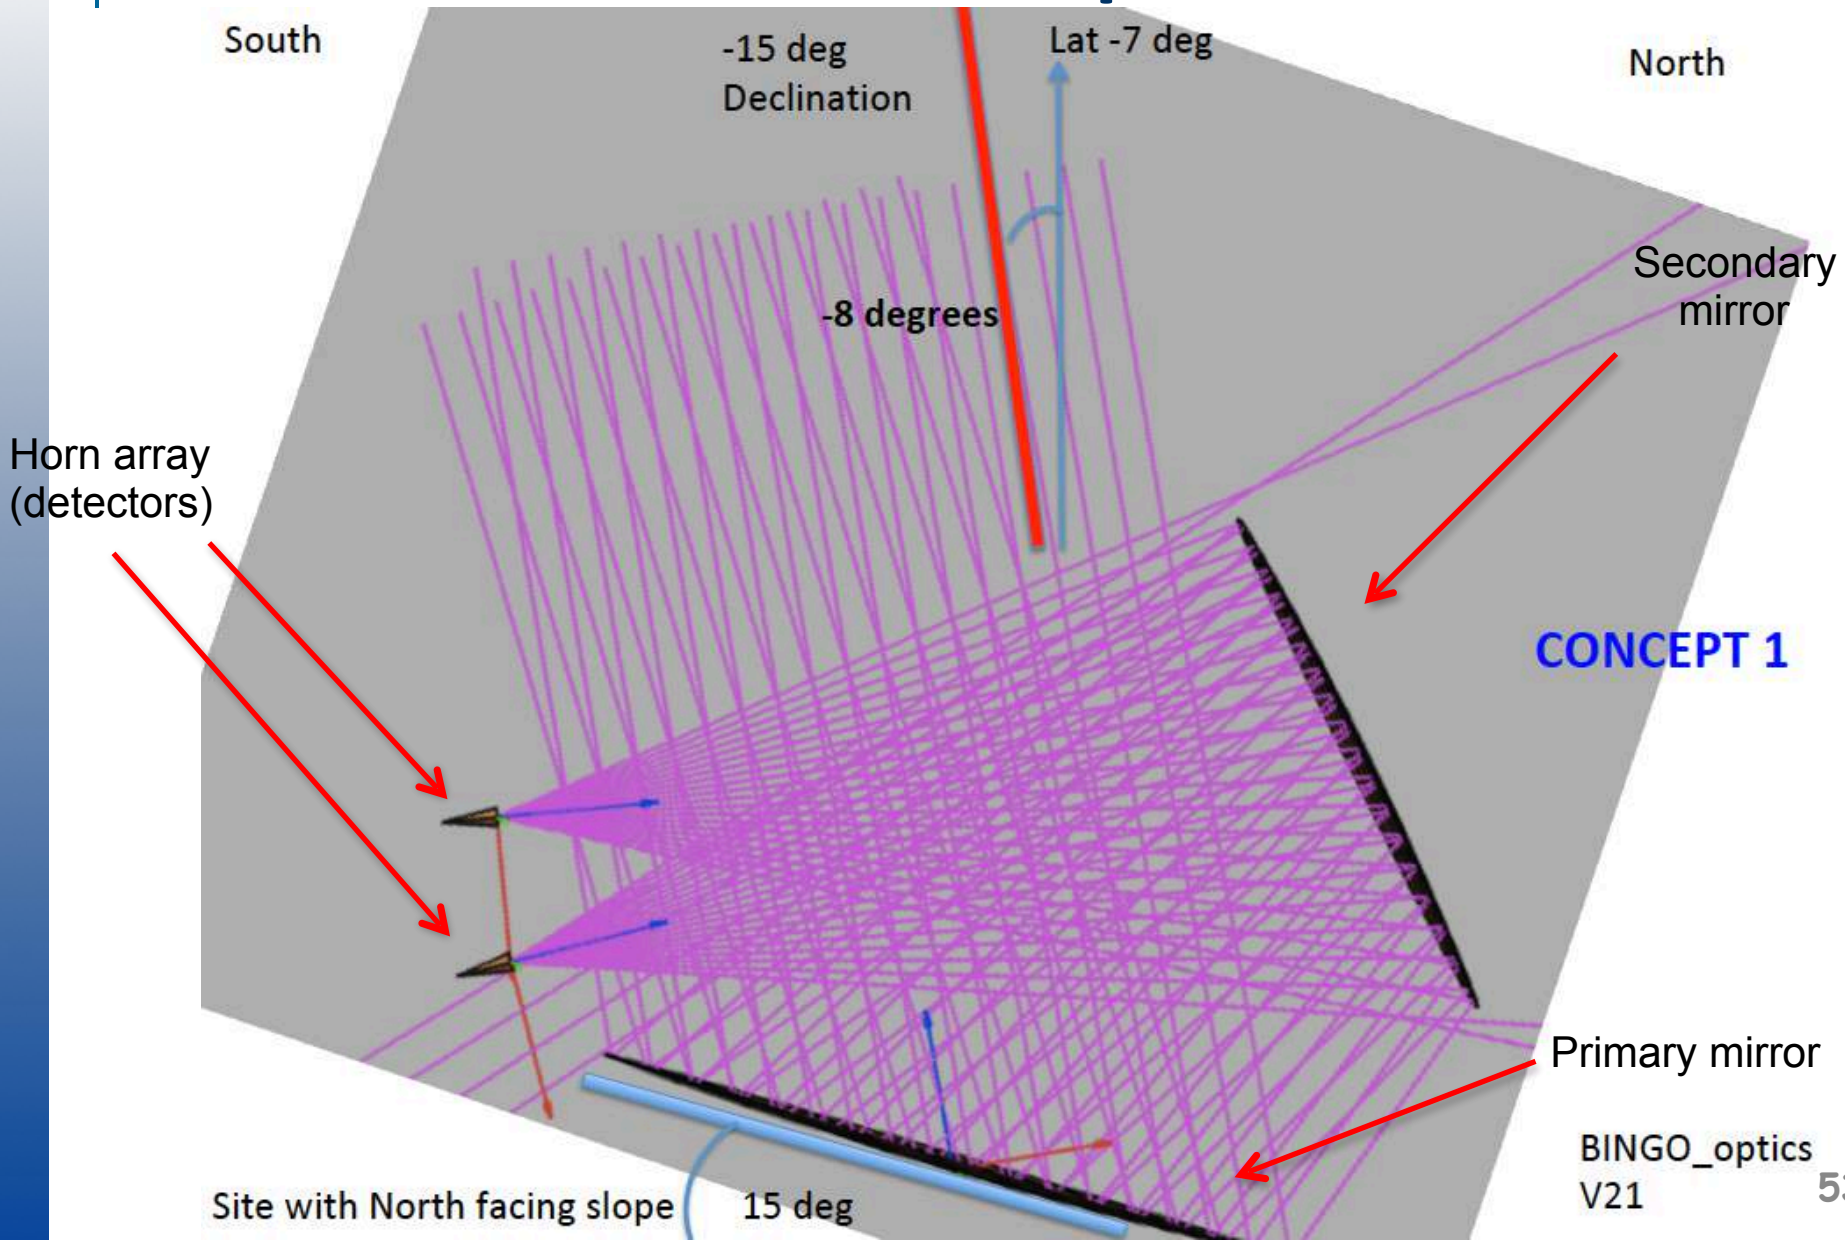 South
-15 deg
Declination
Lat -7 deg
North
Secondary
mirror
-8 degrees
Horn array
(detectors)
CONCEPT 1
Primary mirror
BINGO_optics
V21
Site with North facing slope
15 deg